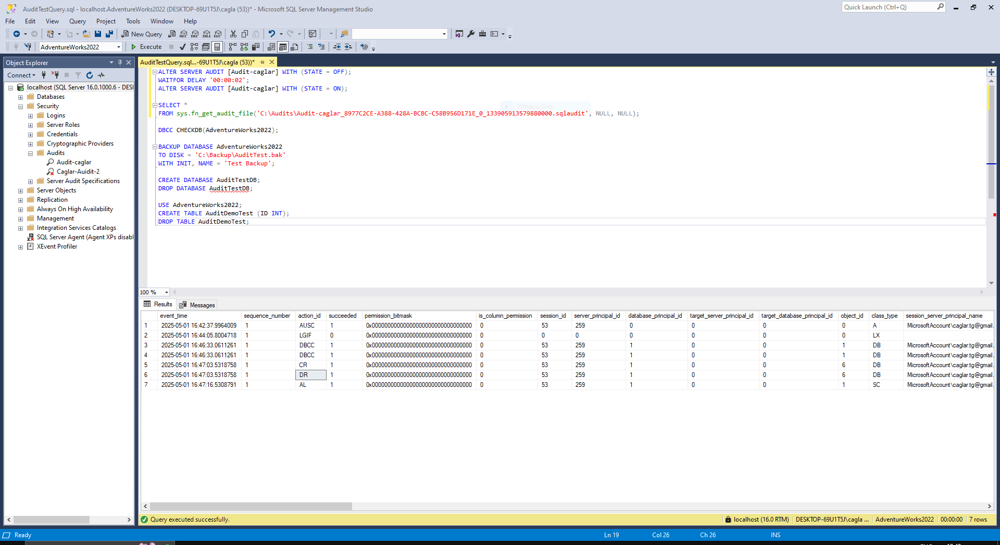 AuditTestQuery.sql - localhost.AdventureWorks2022 (DESKTOP-69U1T5J\cagla (53))* - Microsoft SQL Server Management Studio
Quick Launch (Ctrl+Q)
File Edit View Query Project Tools Window Help
New Query MDX DMX XMLA DAX
AdventureWorks2022 Execute
Object Explorer
AuditTestQuery.sql...-69U1T5J\cagla (53))*
Connect
localhost (SQL Server 16.0.1000.6 - DESI
Databases
Security
Logins
Server Roles
Credentials
Cryptographic Providers
Audits
Audit-caglar
Caglar-Auidit-2
Server Audit Specifications
Server Objects
Replication
Always On High Availability
Management
Integration Services Catalogs
SQL Server Agent (Agent XPs disabl
XEvent Profiler
ALTER SERVER AUDIT [Audit-caglar] WITH (STATE = OFF);
WAITFOR DELAY '00:00:02';
ALTER SERVER AUDIT [Audit-caglar] WITH (STATE = ON);
SELECT *
Window Snip
FROM sys.fn_get_audit_file('C:\Audits\Audit-caglar_8977C2CE-A388-428A-BCBC-C58B956D171E_0_133905913579880000.sqlaudit', NULL, NULL);
DBCC CHECKDB(AdventureWorks2022);
BACKUP DATABASE AdventureWorks2022
TO DISK = 'C:\Backup\AuditTest.bak'
WITH INIT, NAME = 'Test Backup';
CREATE DATABASE AuditTestDB;
DROP DATABASE AuditTestDB;
USE AdventureWorks2022;
CREATE TABLE AuditDemoTest (ID INT);
DROP TABLE AuditDemoTest;
100 %
Results Messages
event_time sequence_number action_id succeeded permission_bitmask is_column_permission session_id server_principal_id database_principal_id target_server_principal_id target_database_principal_id object_id class_type session_server_principal_name
1 2025-05-01 16:42:37.9964009 1 AUSC 1 0x00000000000000000000000000000000 0 53 259 0 0 0 0 A MicrosoftAccount\caglar.tg@gmail.
2 2025-05-01 16:44:05.8004718 1 LGIF 0 0x00000000000000000000000000000000 0 0 0 0 0 0 0 LX
3 2025-05-01 16:46:33.0611261 1 DBCC 1 0x00000000000000000000000000000000 0 53 259 1 0 0 1 DB MicrosoftAccount\caglar.tg@gmail.
4 2025-05-01 16:46:33.0611261 1 DBCC 1 0x00000000000000000000000000000000 0 53 259 1 0 0 1 DB MicrosoftAccount\caglar.tg@gmail.
5 2025-05-01 16:47:03.5318758 1 CR 1 0x00000000000000000000000000000000 0 53 259 1 0 0 6 DB MicrosoftAccount\caglar.tg@gmail.
6 2025-05-01 16:47:03.5318758 1 DR 1 0x00000000000000000000000000000000 0 53 259 1 0 0 6 DB MicrosoftAccount\caglar.tg@gmail.
7 2025-05-01 16:47:16.5308791 1 AL 1 0x00000000000000000000000000000000 0 53 259 1 0 0 1 SC MicrosoftAccount\caglar.tg@gmail.
Query executed successfully. localhost (16.0 RTM) DESKTOP-69U1T5J\cagla ... AdventureWorks2022 00:00:00 7 rows
Ready Ln 19 Col 26 Ch 26 INS